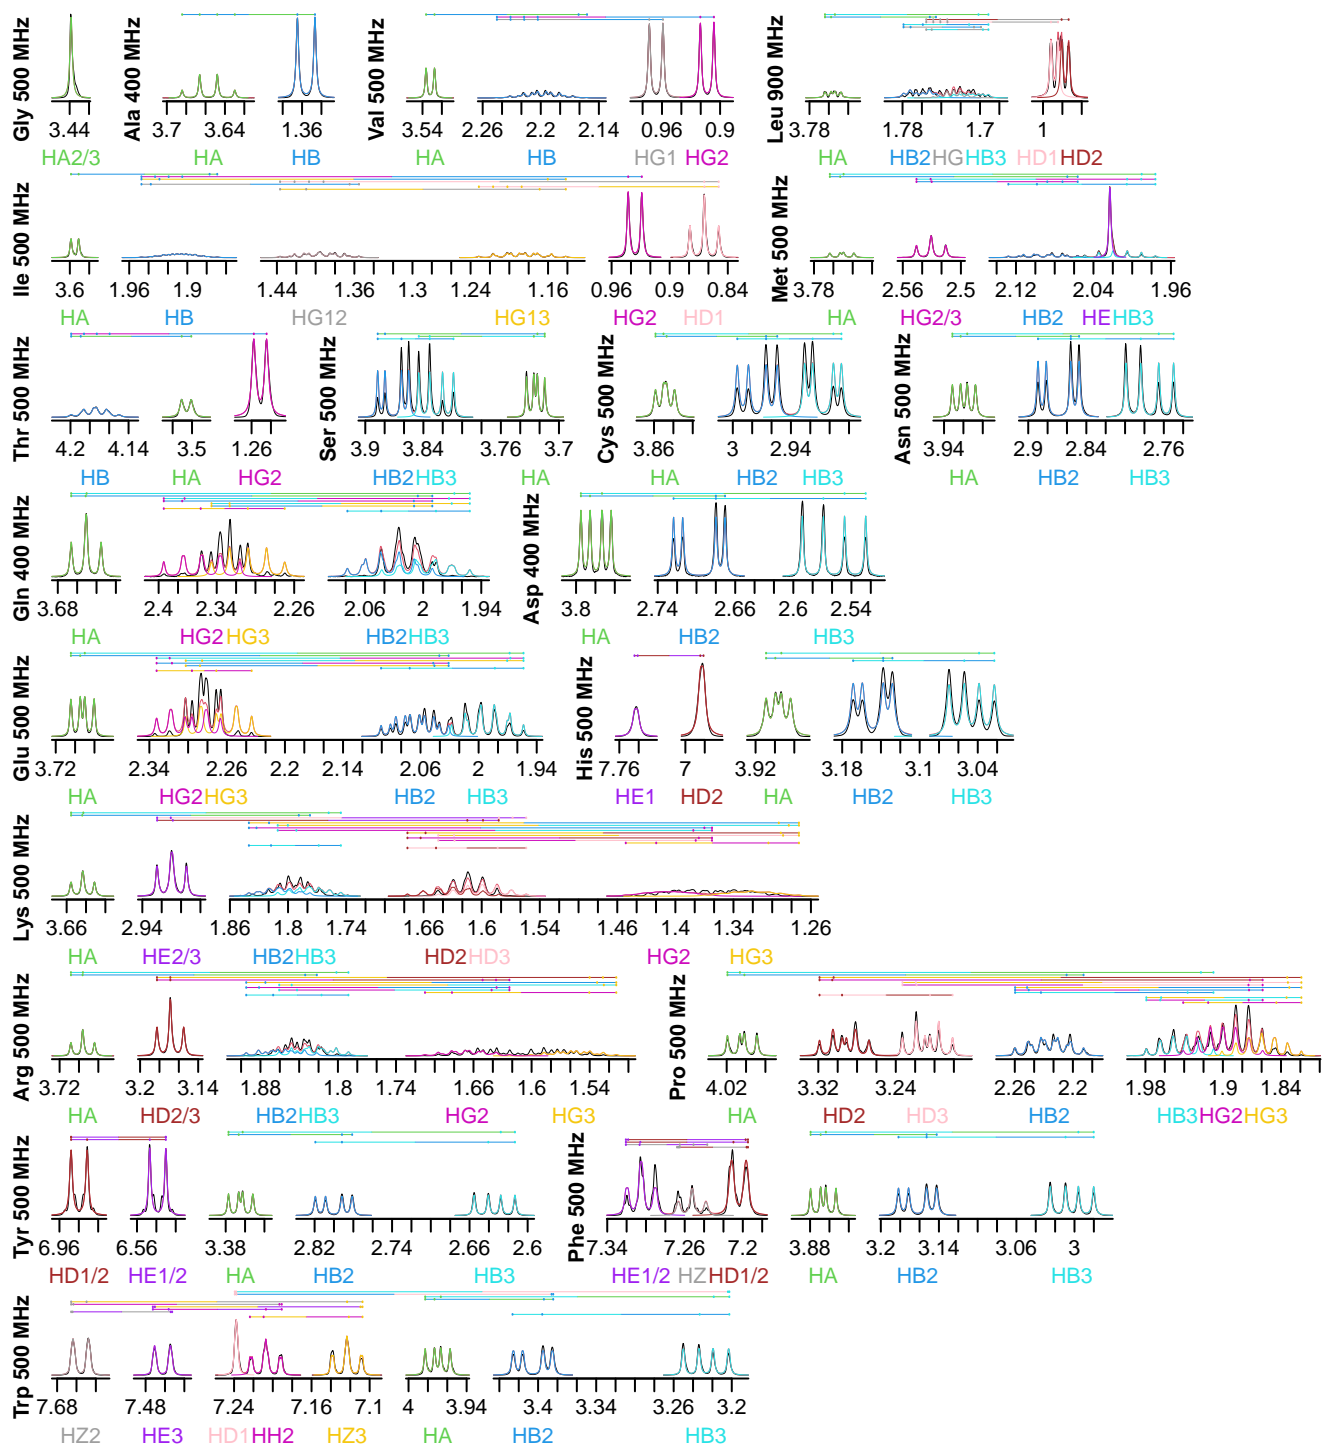 Gly 500 MHz
3.44
HA2/3
Ala 400 MHz
3.7 3.64 1.36
HA HB
Val 500 MHz
3.54 2.26 2.2 2.14 0.96 0.9
HA HB HG1 HG2
Leu 900 MHz
3.78 1.78 1.7 1
HA HB2 HG HB3 HD1 HD2
Ile 500 MHz
3.6 1.96 1.9 1.44 1.36 1.3 1.24 1.16 0.96 0.9 0.84
HA HB HG12 HG13 HG2 HD1
Met 500 MHz
3.78 2.56 2.5 2.12 2.04 1.96
HA HG2/3 HB2 HE HB3
Thr 500 MHz
4.2 4.14 3.5 1.26
HB HA HG2
Ser 500 MHz
3.9 3.84 3.76 3.7
HB2 HB3 HA
Cys 500 MHz
3.86 3 2.94
HA HB2 HB3
Asn 500 MHz
3.94 2.9 2.84 2.76
HA HB2 HB3
Gln 400 MHz
3.68 2.4 2.34 2.26 2.06 2 1.94
HA HG2 HG3 HB2 HB3
Asp 400 MHz
3.8 2.74 2.66 2.6 2.54
HA HB2 HB3
Glu 500 MHz
3.72 2.34 2.26 2.2 2.14 2.06 2 1.94
HA HG2 HG3 HB2 HB3
His 500 MHz
7.76 7 3.92 3.18 3.1 3.04
HE1 HD2 HA HB2 HB3
Lys 500 MHz
3.66 2.94 1.86 1.8 1.74 1.66 1.6 1.54 1.46 1.4 1.34 1.26
HA HE2/3 HB2 HB3 HD2 HD3 HG2 HG3
Arg 500 MHz
3.72 3.2 3.14 1.88 1.8 1.74 1.66 1.6 1.54
HA HD2/3 HB2 HB3 HG2 HG3
Pro 500 MHz
4.02 3.32 3.24 2.26 2.2 1.98 1.9 1.84
HA HD2 HD3 HB2 HB3 HG2 HG3
Tyr 500 MHz
6.96 6.56 3.38 2.82 2.74 2.66 2.6
HD1/2 HE1/2 HA HB2 HB3
Phe 500 MHz
7.34 7.26 7.2 3.88 3.2 3.14 3.06 3
HE1/2 HZ HD1/2 HA HB2 HB3
Trp 500 MHz
7.68 7.48 7.24 7.16 7.1 4 3.94 3.4 3.34 3.26 3.2
HZ2 HE3 HD1 HH2 HZ3 HA HB2 HB3